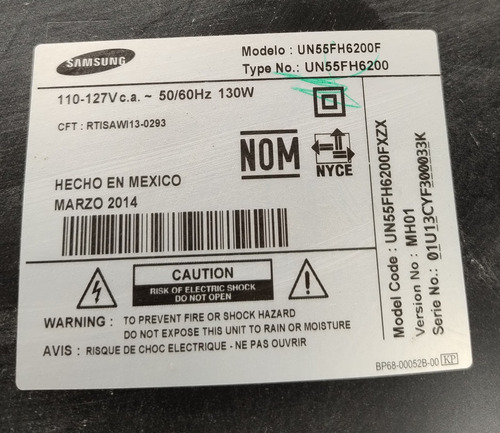 SAMSUNG
Modelo : UN55FH6200F
Type No.: UN55FH6200
110-127V c.a. ~ 50/60Hz 130W
CFT : RTISAWI13-0293
NOM
NYCE
HECHO EN MEXICO
MARZO 2014
CAUTION
RISK OF ELECTRIC SHOCK
DO NOT OPEN
WARNING : TO PREVENT FIRE OR SHOCK HAZARD
DO NOT EXPOSE THIS UNIT TO RAIN OR MOISTURE
AVIS : RISQUE DE CHOC ELECTRIQUE - NE PAS OUVRIR
Model Code : UN55FH6200FXZX
Version No : MH01
Serie No.: 01U13CYF300033K
BP68-00052B-00 KP